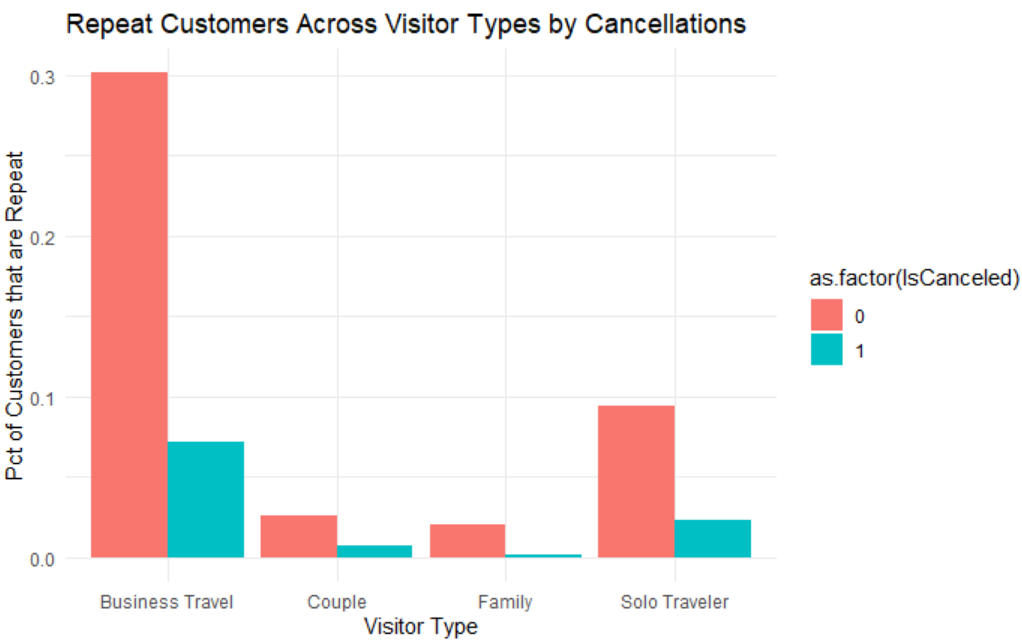 Repeat Customers Across Visitor Types by Cancellations
Pct of Customers that are Repeat
0.3
0.2
0.1
0.0
Business Travel
Couple
Family
Solo Traveler
Visitor Type
as.factor(IsCanceled)
0
1